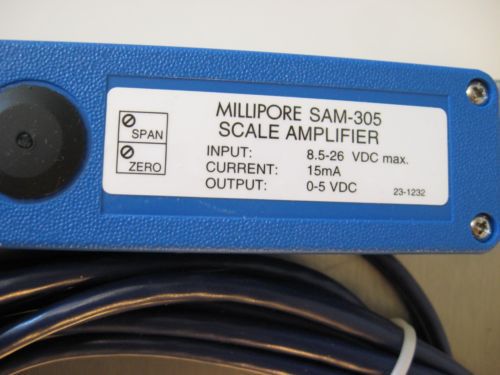 MILLIPORE SAM-305
SCALE AMPLIFIER
SPAN
ZERO
INPUT: 8.5-26 VDC max.
CURRENT: 15mA
OUTPUT: 0-5 VDC
23-1232